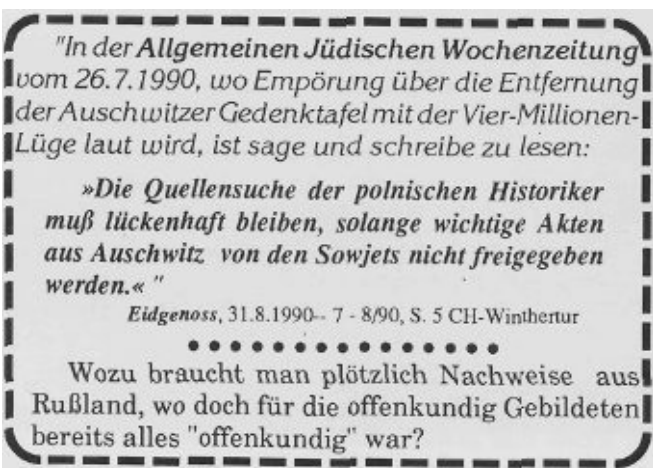 "In der Allgemeinen Jüdischen Wochenzeitung
vom 26.7.1990, wo Empörung über die Entfernung
der Auschwitzer Gedenktafel mit der Vier-Millionen-
Lüge laut wird, ist sage und schreibe zu lesen:
»Die Quellensuche der polnischen Historiker
muß lückenhaft bleiben, solange wichtige Akten
aus Auschwitz von den Sowjets nicht freigegeben
werden.« "
Eidgenoss, 31.8.1990-- 7 - 8/90, S. 5 CH-Winthertur
Wozu braucht man plötzlich Nachweise aus
Rußland, wo doch für die offenkundig Gebildeten
bereits alles "offenkundig" war?